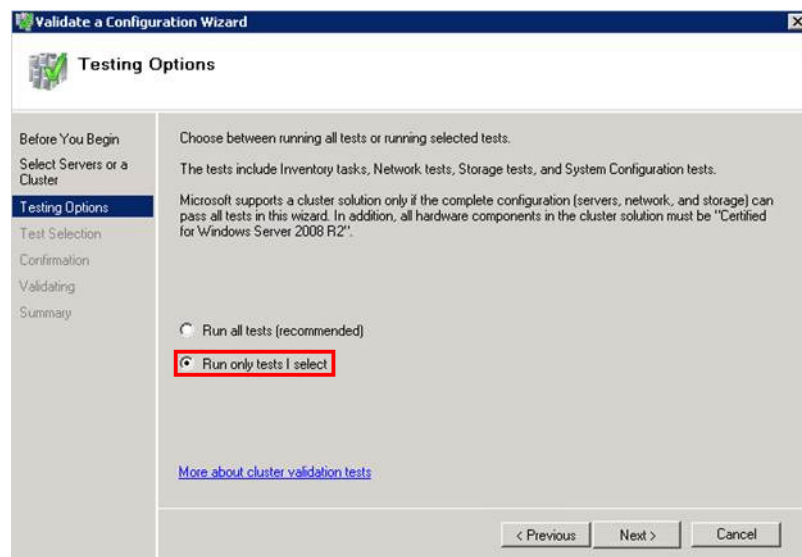 Validate a Configuration Wizard
Testing Options
Before You Begin
Select Servers or a
Cluster
Testing Options
Test Selection
Confirmation
Validating
Summary
Choose between running all tests or running selected tests.
The tests include Inventory tasks, Network tests, Storage tests, and System Configuration tests.
Microsoft supports a cluster solution only if the complete configuration (servers, network, and storage) can
pass all tests in this wizard. In addition, all hardware components in the cluster solution must be "Certified
for Windows Server 2008 R2".
Run all tests (recommended)
Run only tests I select
More about cluster validation tests
< Previous
Next >
Cancel